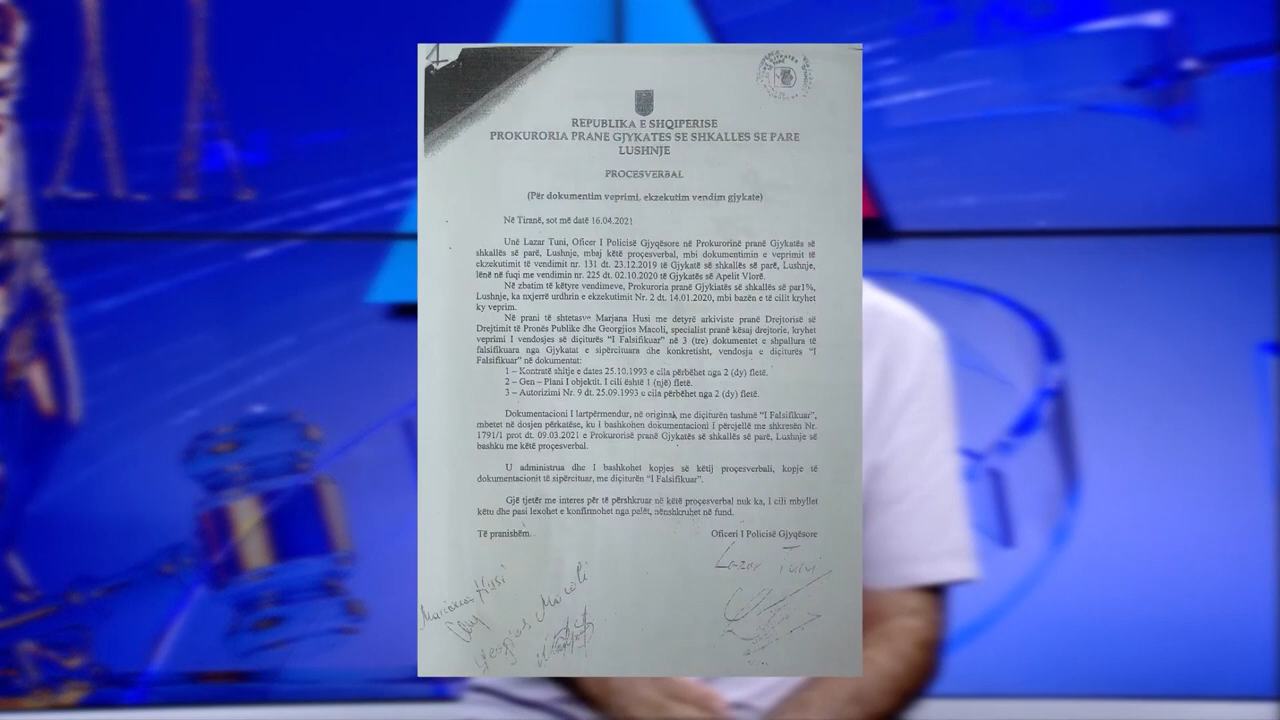 REPUBLIKA E SHQIPERISE
PROKURORIA PRANE GJYKATES SE SHKALLES SE PARE
LUSHNJE
PROCESVERBAL
(Për dokumentim veprimi, ekzekutim vendim gjykate)
Në Tiranë, sot më datë 16.04.2021
Unë Lazar Tuni, Oficer I Policisë Gjyqësore në Prokurorinë pranë Gjykatës së
shkallës së parë, Lushnje, mbaj këtë proçesverbal, mbi dokumentimin e veprimit të
ekzekutimit të vendimit nr. 131 dt. 23.12.2019 të Gjykatë së shkallës së parë, Lushnje,
lënë në fuqi me vendimin nr. 225 dt. 02.10.2020 të Gjykatës së Apelit Vlorë.
Në zbatim të këtyre vendimeve, Prokuroria pranë Gjykiatës së shkallës së par1%,
Lushnje, ka nxjerrë urdhrin e ekzekutimit Nr. 2 dt. 14.01.2020, mbi bazën e të cilit kryhet
ky veprim.
Në prani të shtetasve Marjana Husi me detyrë arkiviste pranë Drejtorisë së
Drejtimit të Pronës Publike dhe Georgjios Macoli, specialist pranë kësaj drejtorie, kryhet
veprimi I vendosjes së diçiturës "I Falsifikuar" në 3 (tre) dokumentet e shpallura të
falsifikuara nga Gjykatat e sipërcituara dhe konkretisht, vendosja e diçiturës "I
Falsifikuar" në dokumentat:
1 – Kontratë shitje e dates 25.10.1993 e cila përbëhet nga 2 (dy) fletë.
2 – Gen – Plani I objektit. I cili është 1 (një) fletë.
3 – Autorizimi Nr. 9 dt. 25.09.1993 e cila përbëhet nga 2 (dy) fletë.
Dokumentacioni I lartpërmendur, në original, me diçiturën tashmë "I Falsifikuar",
mbetet në dosjen përkatëse, ku I bashkohen dokumentacioni I përcjellë me shkresën Nr.
1791/1 prot dt. 09.03.2021 e Prokurorisë pranë Gjykatës së shkallës së parë, Lushnje së
bashku me këtë proçesverbal.
U administrua dhe I bashkohet kopjes së këtij proçesverbali, kopje të
dokumentacionit të sipërcituar, me diçiturën "I Falsifikuar".
Gjë tjetër me interes për të përshkruar në këtë proçesverbal nuk ka, I cili mbyllet
këtu dhe pasi lexohet e konfirmohet nga palët, nënshkruhet në fund.
Të pranishëm. Oficeri I Policisë Gjyqësore
Lazar Tuni
Husi
Macoli